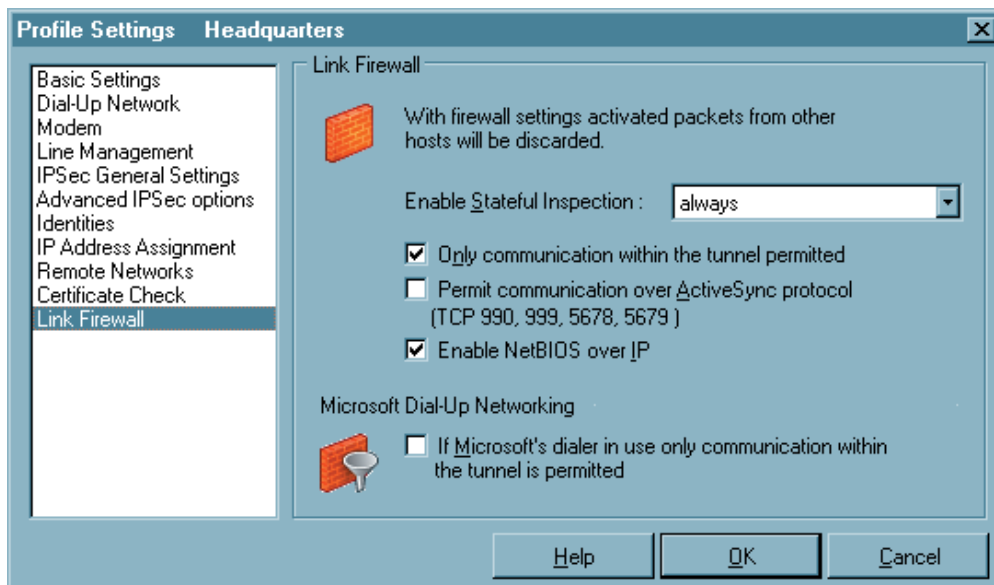 Profile Settings Headquarters
Basic Settings
Dial-Up Network
Modem
Line Management
IPSec General Settings
Advanced IPSec options
Identities
IP Address Assignment
Remote Networks
Certificate Check
Link Firewall
Link Firewall
With firewall settings activated packets from other
hosts will be discarded.
Enable Stateful Inspection : always
Only communication within the tunnel permitted
Permit communication over ActiveSync protocol
(TCP 990, 999, 5678, 5679 )
Enable NetBIOS over IP
Microsoft Dial-Up Networking
If Microsoft's dialer in use only communication within
the tunnel is permitted
Help OK Cancel